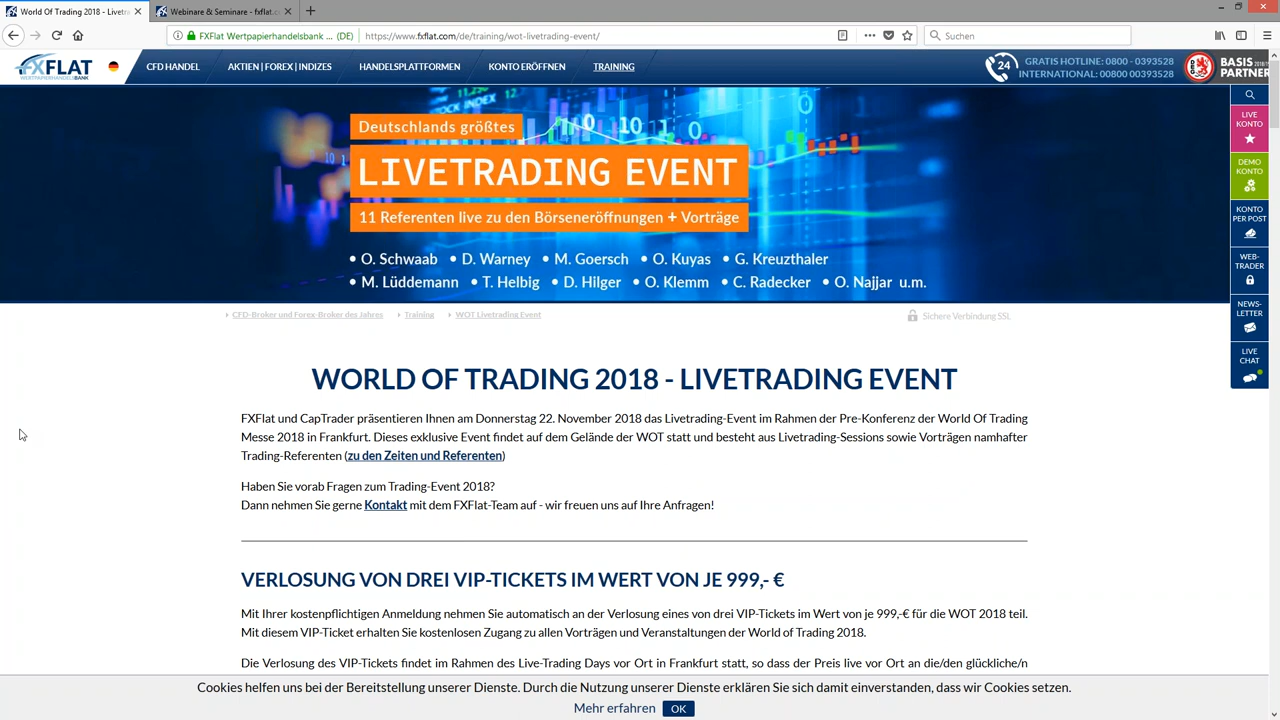 World Of Trading 2018 - Livetra
Webinare & Seminare - fxflat.c
FXFlat Wertpapierhandelsbank ... (DE)
https://www.fxflat.com/de/training/wot-livetrading-event/
Suchen
FXFLAT
WERTPAPIERHANDELSBANK
CFD HANDEL
AKTIEN | FOREX | INDIZES
HANDELSPLATTFORMEN
KONTO ERÖFFNEN
TRAINING
24
GRATIS HOTLINE: 0800 - 0393528
INTERNATIONAL: 00800 00393528
BASIS
PARTNER
Deutschlands größtes
LIVETRADING EVENT
11 Referenten live zu den Börseneröffnungen + Vorträge
• O. Schwaab • D. Warney • M. Goersch • O. Kuyas • G. Kreuzthaler
• M. Lüddemann • T. Helbig • D. Hilger • O. Klemm • C. Radecker • O. Najjar u.m.
LIVE
KONTO
DEMO
KONTO
KONTO
PER POST
WEB-
TRADER
NEWS-
LETTER
LIVE
CHAT
CFD-Broker und Forex-Broker des Jahres
Training
WOT Livetrading Event
Sichere Verbindung SSL
WORLD OF TRADING 2018 - LIVETRADING EVENT
FXFlat und CapTrader präsentieren Ihnen am Donnerstag 22. November 2018 das Livetrading-Event im Rahmen der Pre-Konferenz der World Of Trading
Messe 2018 in Frankfurt. Dieses exklusive Event findet auf dem Gelände der WOT statt und besteht aus Livetrading-Sessions sowie Vorträgen namhafter
Trading-Referenten (zu den Zeiten und Referenten)
Haben Sie vorab Fragen zum Trading-Event 2018?
Dann nehmen Sie gerne Kontakt mit dem FXFlat-Team auf - wir freuen uns auf Ihre Anfragen!
VERLOSUNG VON DREI VIP-TICKETS IM WERT VON JE 999,- €
Mit Ihrer kostenpflichtigen Anmeldung nehmen Sie automatisch an der Verlosung eines von drei VIP-Tickets im Wert von je 999,-€ für die WOT 2018 teil.
Mit diesem VIP-Ticket erhalten Sie kostenlosen Zugang zu allen Vorträgen und Veranstaltungen der World of Trading 2018.
Die Verlosung des VIP-Tickets findet im Rahmen des Live-Trading Days vor Ort in Frankfurt statt, so dass der Preis live vor Ort an die/den glückliche/n
Cookies helfen uns bei der Bereitstellung unserer Dienste. Durch die Nutzung unserer Dienste erklären Sie sich damit einverstanden, dass wir Cookies setzen.
Mehr erfahren
OK